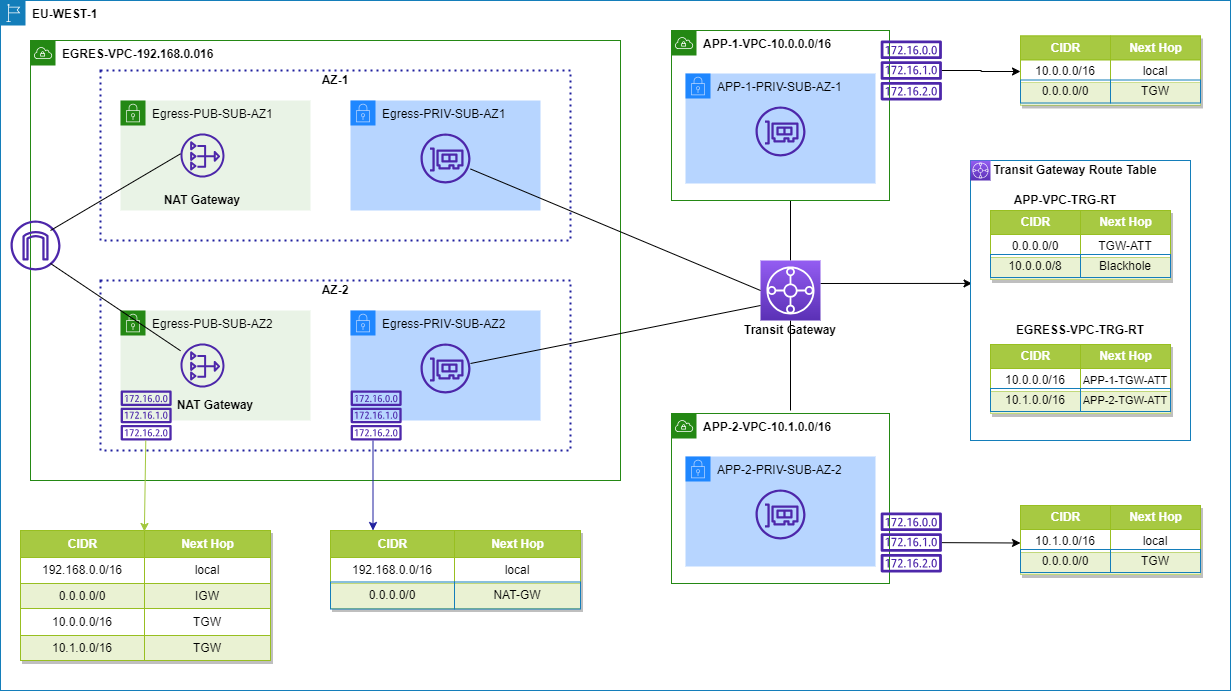 EU-WEST-1
EGRES-VPC-192.168.0.016
AZ-1
Egress-PUB-SUB-AZ1
NAT Gateway
Egress-PRIV-SUB-AZ1
AZ-2
Egress-PUB-SUB-AZ2
NAT Gateway
172.16.0.0
172.16.1.0
172.16.2.0
Egress-PRIV-SUB-AZ2
172.16.0.0
172.16.1.0
172.16.2.0
CIDR Next Hop
192.168.0.0/16 local
0.0.0.0/0 IGW
10.0.0.0/16 TGW
10.1.0.0/16 TGW
CIDR Next Hop
192.168.0.0/16 local
0.0.0.0/0 NAT-GW
APP-1-VPC-10.0.0.0/16
APP-1-PRIV-SUB-AZ-1
172.16.0.0
172.16.1.0
172.16.2.0
CIDR Next Hop
10.0.0.0/16 local
0.0.0.0/0 TGW
Transit Gateway
Transit Gateway Route Table
APP-VPC-TRG-RT
CIDR Next Hop
0.0.0.0/0 TGW-ATT
10.0.0.0/8 Blackhole
EGRESS-VPC-TRG-RT
CIDR Next Hop
10.0.0.0/16 APP-1-TGW-ATT
10.1.0.0/16 APP-2-TGW-ATT
APP-2-VPC-10.1.0.0/16
APP-2-PRIV-SUB-AZ-2
172.16.0.0
172.16.1.0
172.16.2.0
CIDR Next Hop
10.1.0.0/16 local
0.0.0.0/0 TGW